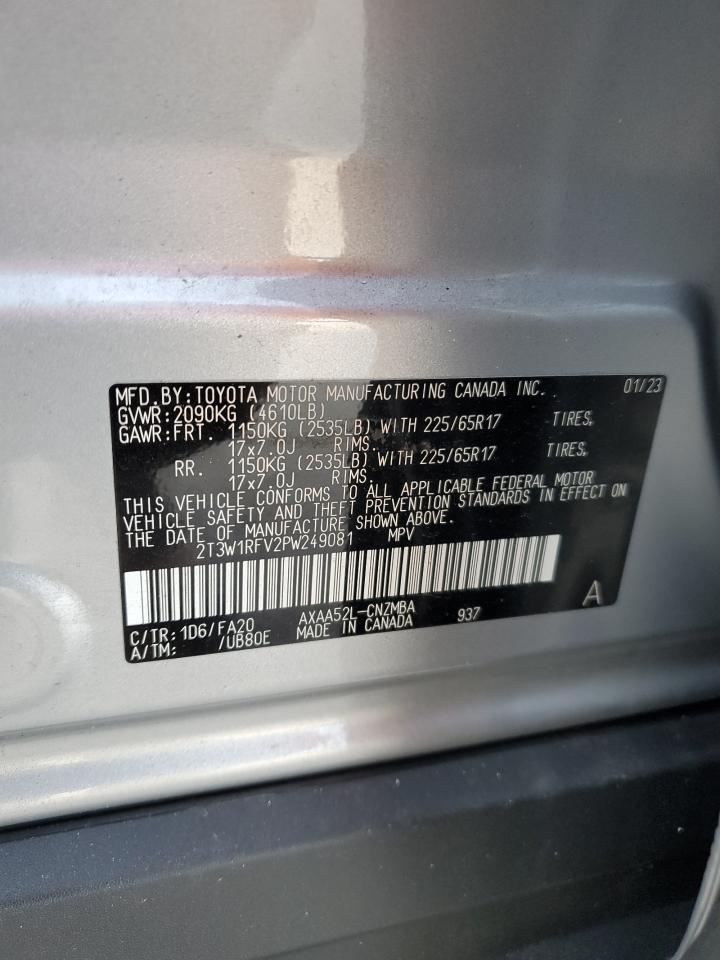 MFD.BY:TOYOTA MOTOR MANUFACTURING CANADA INC. 01/23
GVWR:2090KG (4610LB)
GAWR:FRT. 1150KG (2535LB) WITH 225/65R17 TIRES,
17x7.0J RIMS.
RR. 1150KG (2535LB) WITH 225/65R17 TIRES,
17x7.0J RIMS.
THIS VEHICLE CONFORMS TO ALL APPLICABLE FEDERAL MOTOR
VEHICLE SAFETY AND THEFT PREVENTION STANDARDS IN EFFECT ON
THE DATE OF MANUFACTURE SHOWN ABOVE.
2T3W1RFV2PW249081 MPV
A
C/TR:1D6/FA20 AXAA52L-CNZMBA 937
A/TM: /UB80E MADE IN CANADA